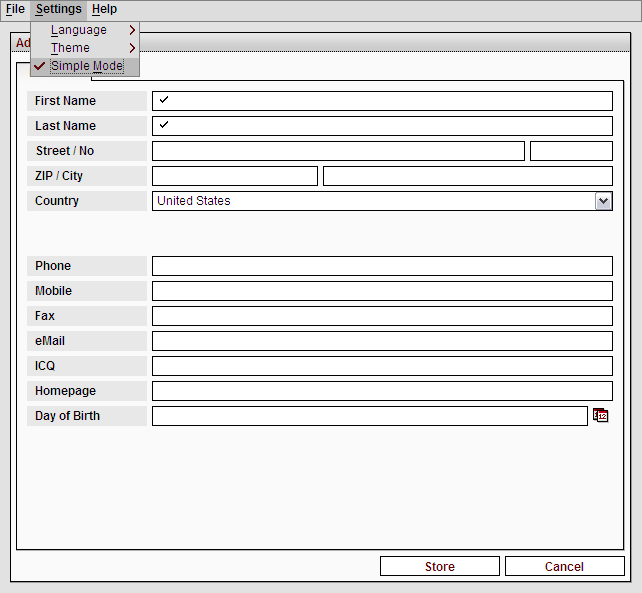 File Settings Help
Language
Theme
Simple Mode
First Name
Last Name
Street / No
ZIP / City
Country United States
Phone
Mobile
Fax
eMail
ICQ
Homepage
Day of Birth 12
Store Cancel